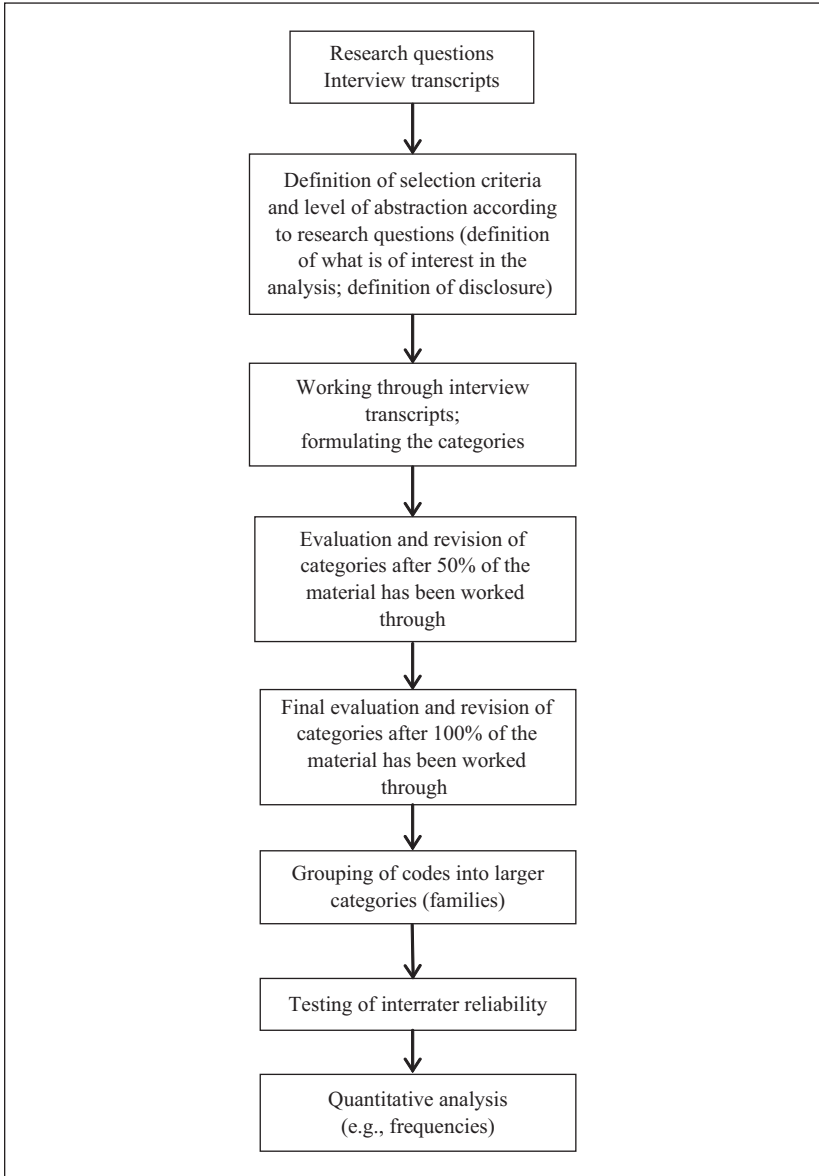 Research questions
Interview transcripts
Definition of selection criteria
and level of abstraction according
to research questions (definition
of what is of interest in the
analysis; definition of disclosure)
Working through interview
transcripts;
formulating the categories
Evaluation and revision of
categories after 50% of the
material has been worked
through
Final evaluation and revision of
categories after 100% of the
material has been worked
through
Grouping of codes into larger
categories (families)
Testing of interrater reliability
Quantitative analysis
(e.g., frequencies)